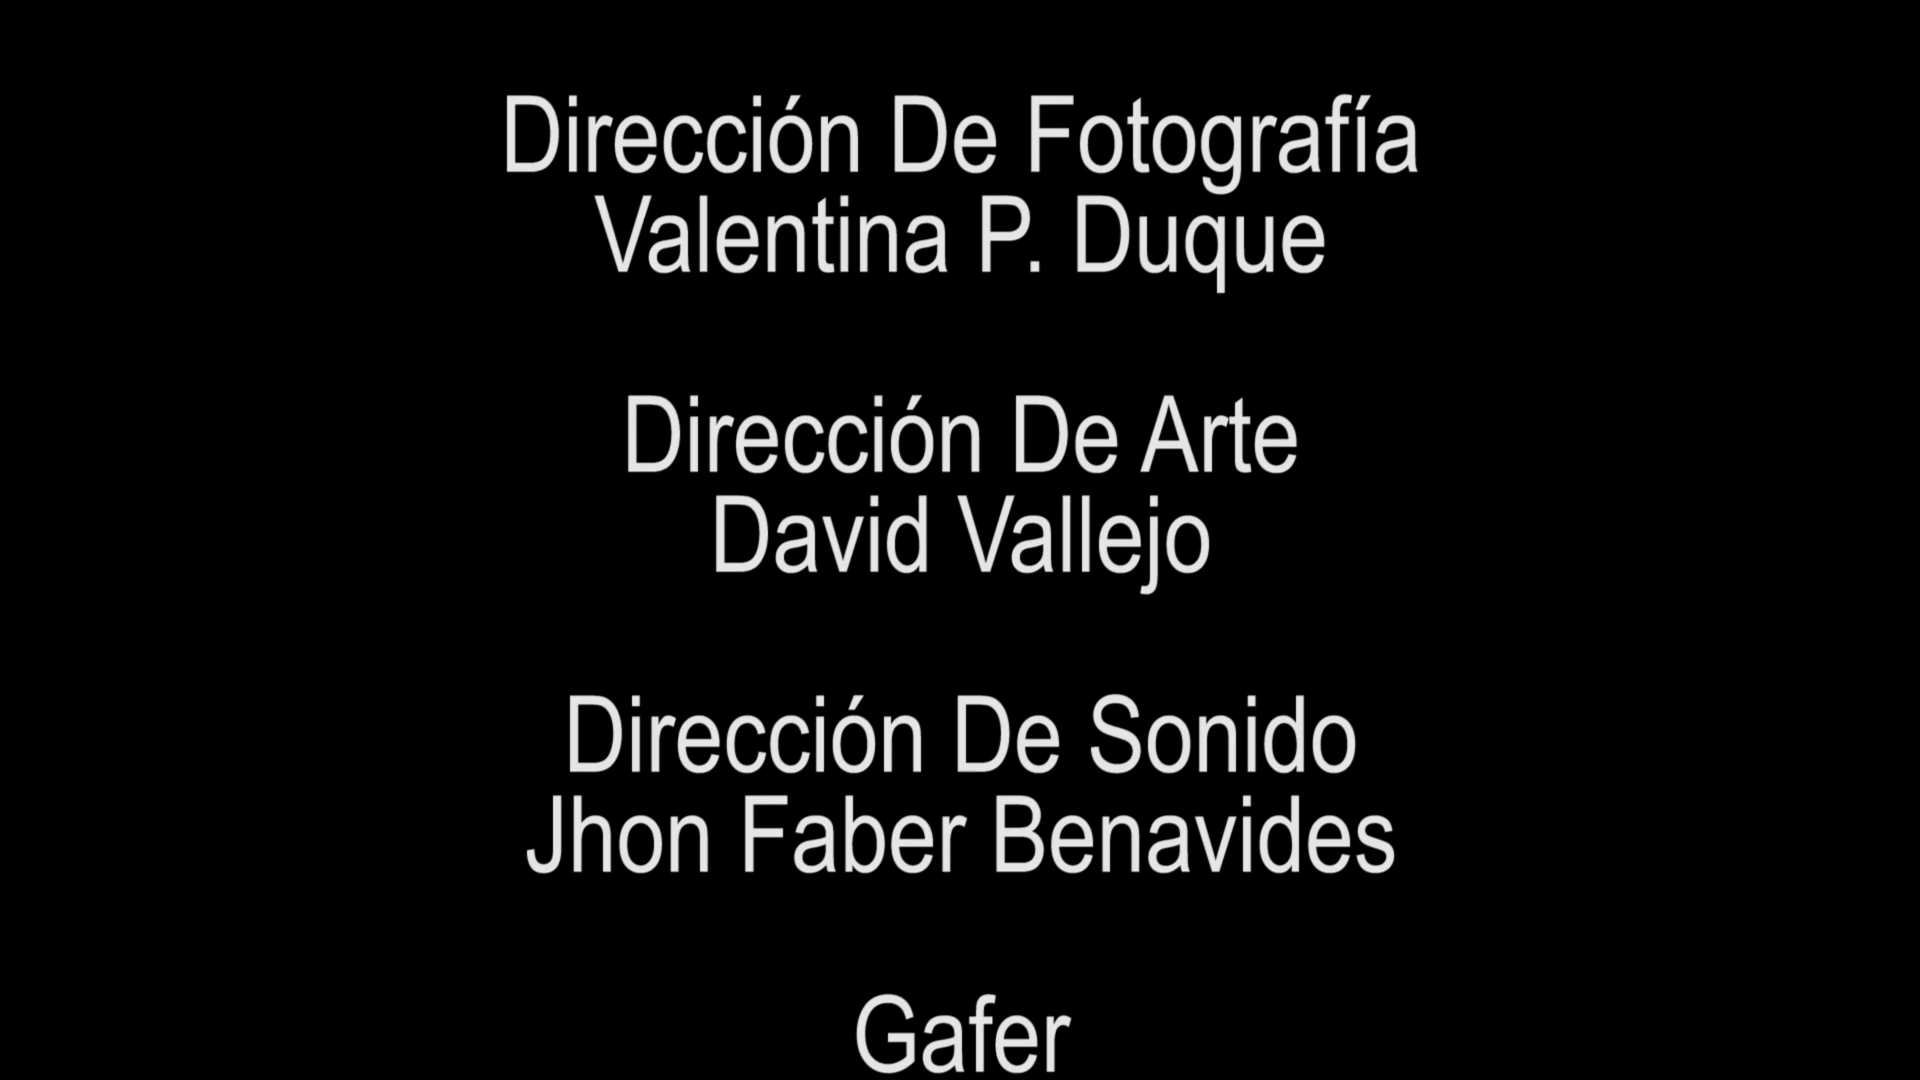 Dirección De Fotografía
Valentina P. Duque
Dirección De Arte
David Vallejo
Dirección De Sonido
Jhon Faber Benavides
Gafer